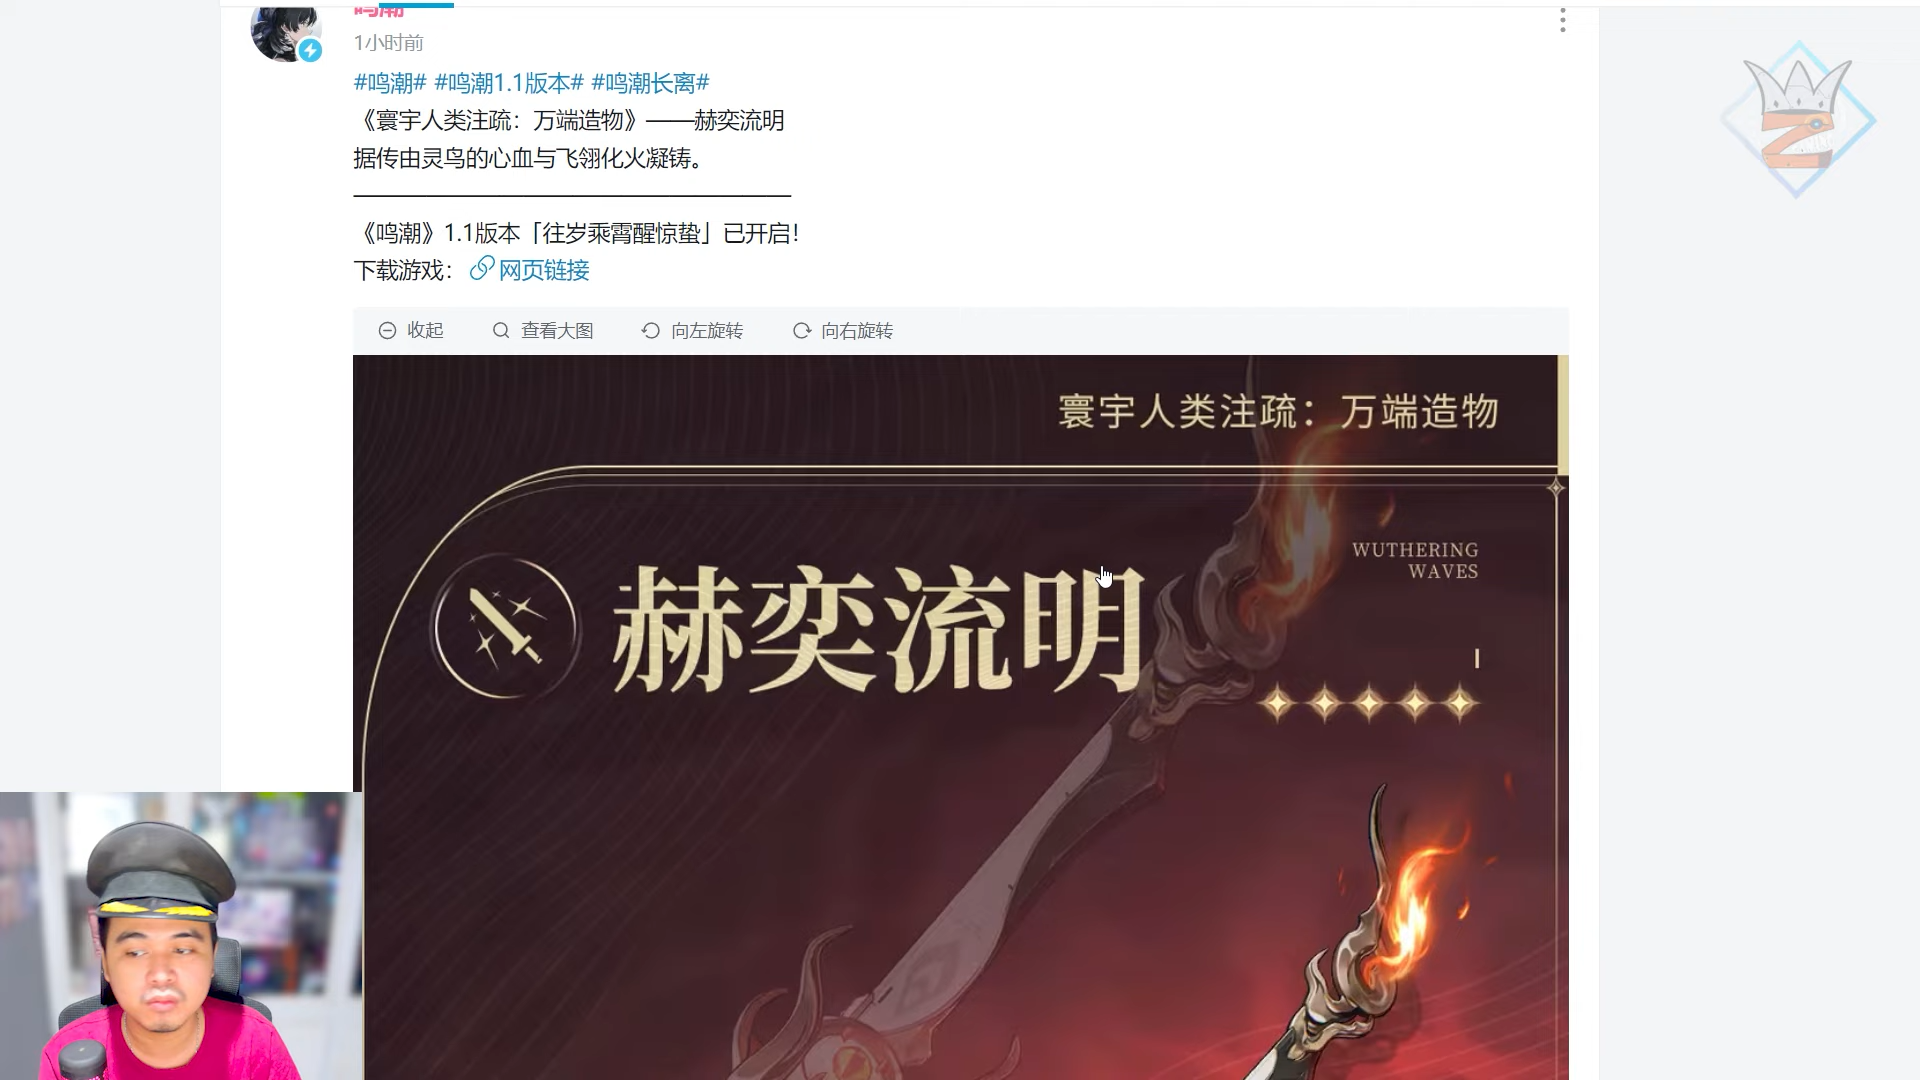 鸣潮
1小时前
#鸣潮# #鸣潮1.1版本# #鸣潮长离#
《寰宇人类注疏：万端造物》——赫奕流明
据传由灵鸟的心血与飞翎化火凝铸。
《鸣潮》1.1版本「往岁乘霄醒惊蛰」已开启！
下载游戏：网页链接
收起 查看大图 向左旋转 向右旋转
寰宇人类注疏：万端造物
WUTHERING
WAVES
赫奕流明